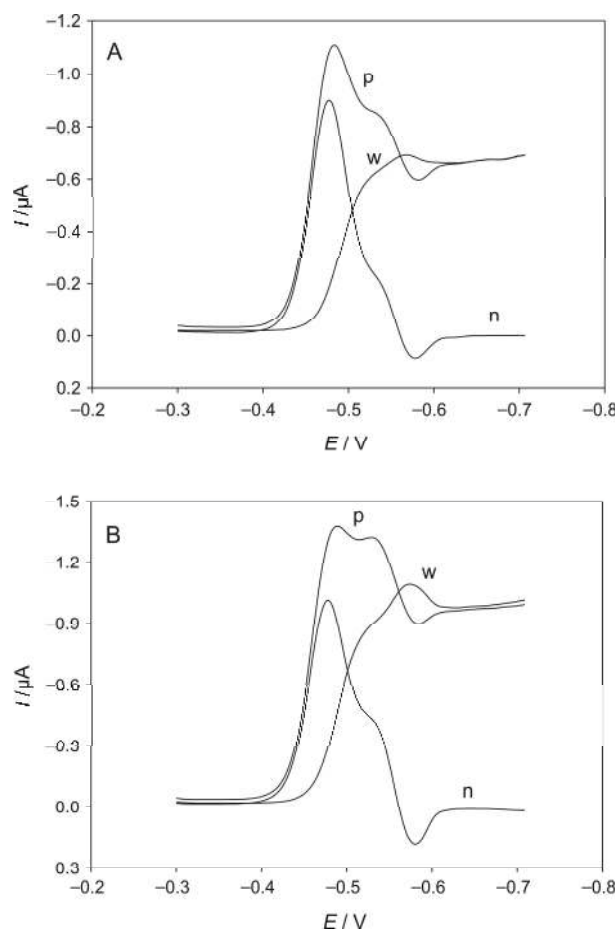 –1.2
A
p
–1.0
–0.8
w
–0.6
–0.4
–0.2
n
0.0
0.2
I /µA
–0.2 –0.3 –0.4 –0.5 –0.6 –0.7 –0.8
E / V
–1.5
B
p
–1.2
w
–0.9
–0.6
–0.3
n
0.0
0.3
I /µA
–0.2 –0.3 –0.4 –0.5 –0.6 –0.7 –0.8
E / V